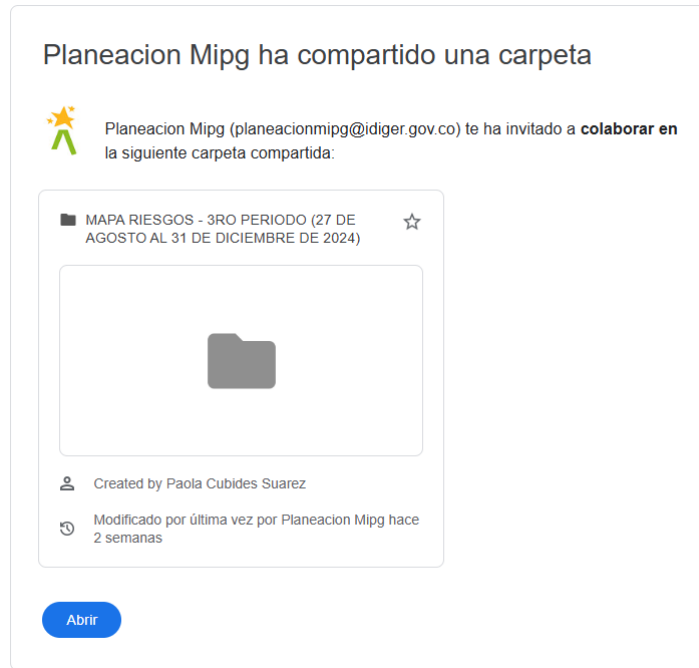 Planeacion Mipg ha compartido una carpeta
Planeacion Mipg (planeacionmipg@idiger.gov.co) te ha invitado a colaborar en
la siguiente carpeta compartida:
MAPA RIESGOS - 3RO PERIODO (27 DE
AGOSTO AL 31 DE DICIEMBRE DE 2024)
Created by Paola Cubides Suarez
Modificado por última vez por Planeacion Mipg hace
2 semanas
Abrir